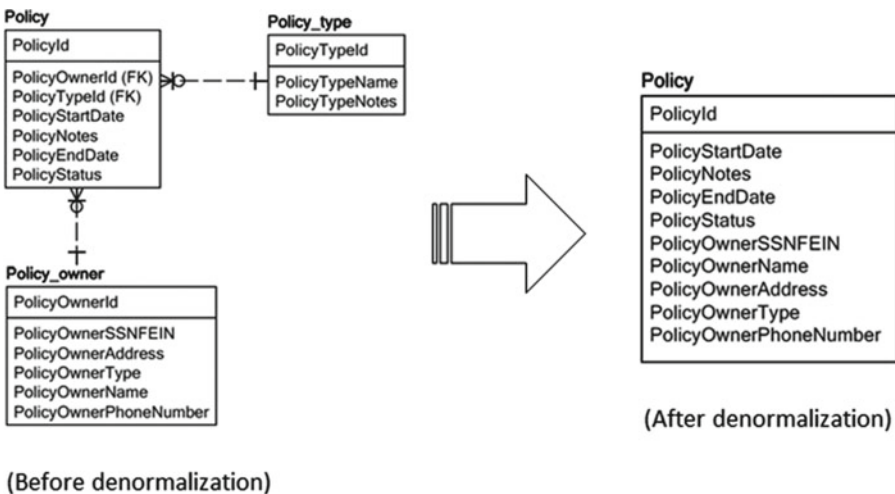 Policy
PolicyId
PolicyOwnerId (FK)
PolicyTypeId (FK)
PolicyStartDate
PolicyNotes
PolicyEndDate
PolicyStatus
Policy_type
PolicyTypeId
PolicyTypeName
PolicyTypeNotes
Policy_owner
PolicyOwnerId
PolicyOwnerSSNFEIN
PolicyOwnerAddress
PolicyOwnerType
PolicyOwnerName
PolicyOwnerPhoneNumber
(Before denormalization)
Policy
PolicyId
PolicyStartDate
PolicyNotes
PolicyEndDate
PolicyStatus
PolicyOwnerSSNFEIN
PolicyOwnerName
PolicyOwnerAddress
PolicyOwnerType
PolicyOwnerPhoneNumber
(After denormalization)